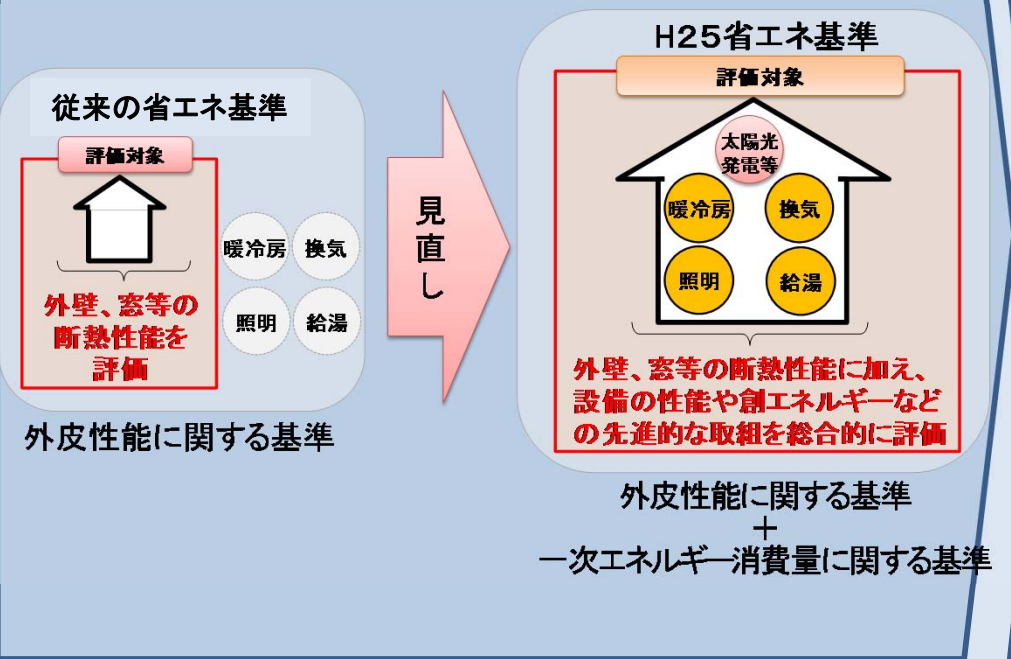 従来の省エネ基準
評価対象
外壁、窓等の
断熱性能を
評価
暖冷房
換気
照明
給湯
外皮性能に関する基準
見
直
し
H25省エネ基準
評価対象
太陽光
発電等
暖冷房
換気
照明
給湯
外壁、窓等の断熱性能に加え、
設備の性能や創エネルギーなど
の先進的な取組を総合的に評価
外皮性能に関する基準
＋
一次エネルギー消費量に関する基準